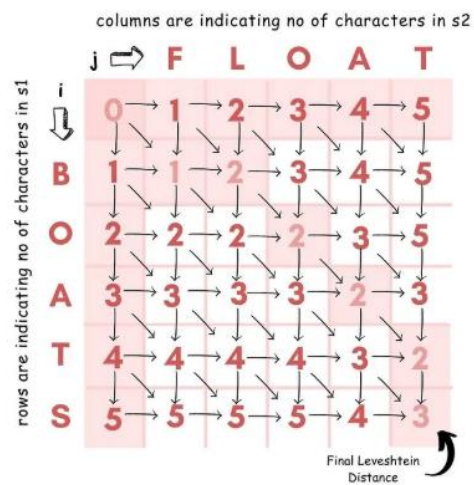 columns are indicating no of characters in s2
j F L O A T
i
0 1 2 3 4 5
B 1 1 2 3 4 5
O 2 2 2 2 3 5
A 3 3 3 3 2 3
T 4 4 4 4 3 2
S 5 5 5 5 4 3
rows are indicating no of characters in s1
Final Leveshtein
Distance